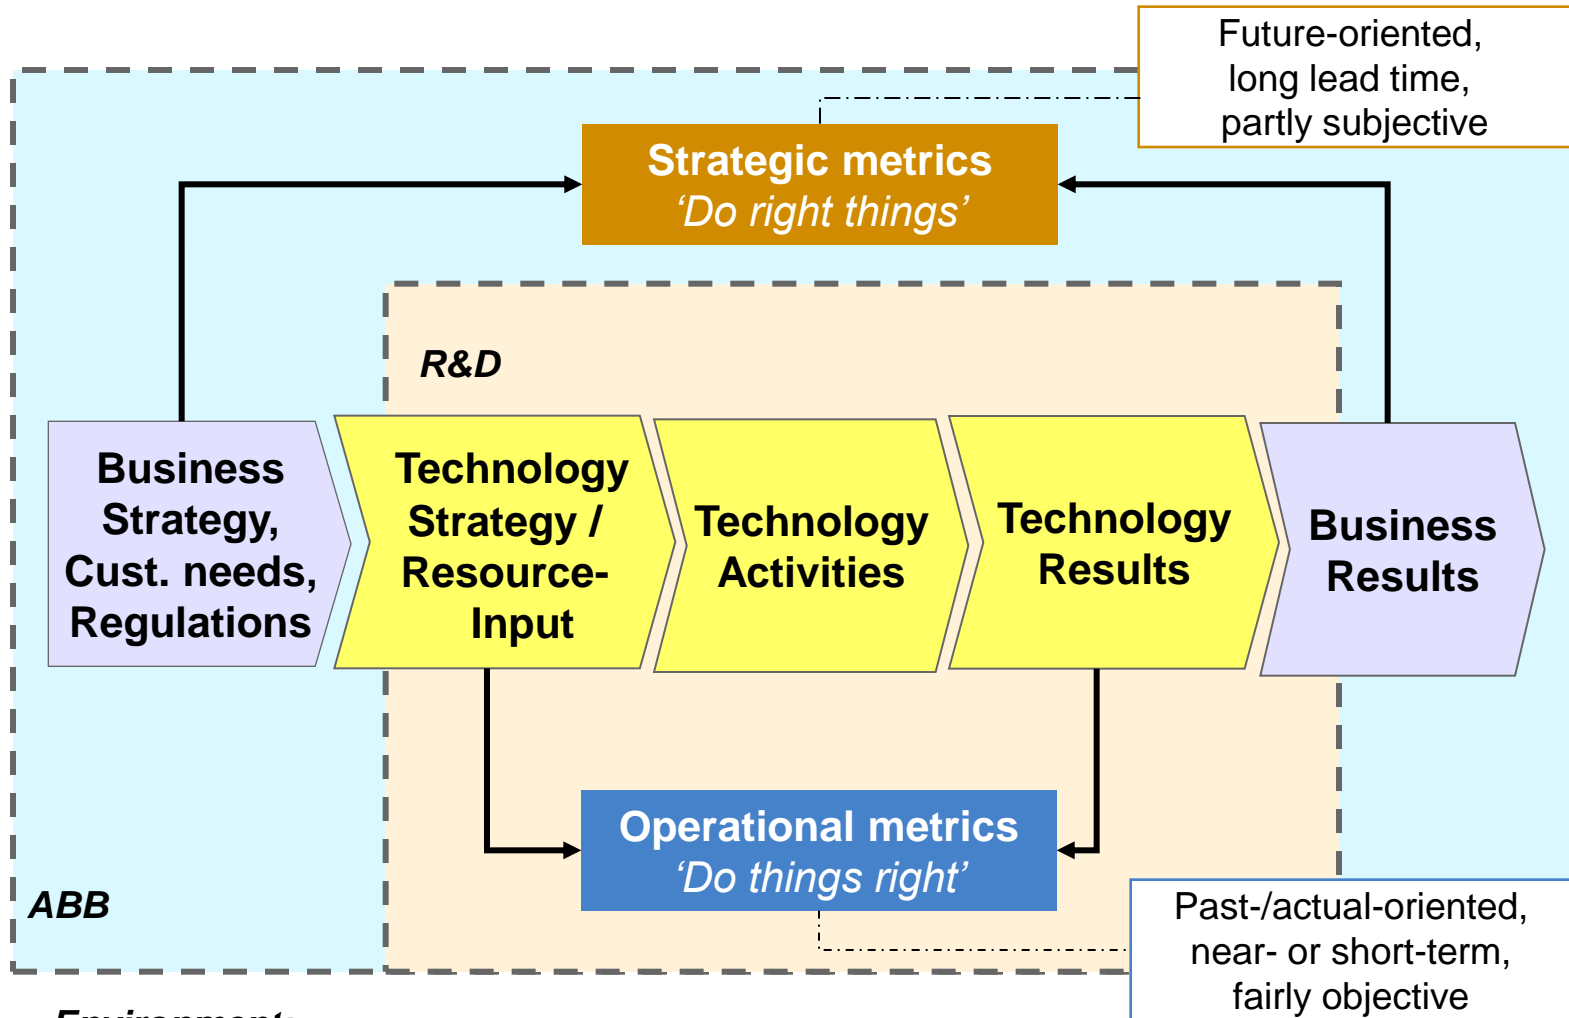 Future-oriented,
long lead time,
partly subjective
Strategic metrics
‘Do right things’
R&D
Business
Strategy,
Cust. needs,
Regulations
Technology
Strategy /
Resource-
Input
Technology
Activities
Technology
Results
Business
Results
Operational metrics
‘Do things right’
ABB
Past-/actual-oriented,
near- or short-term,
fairly objective